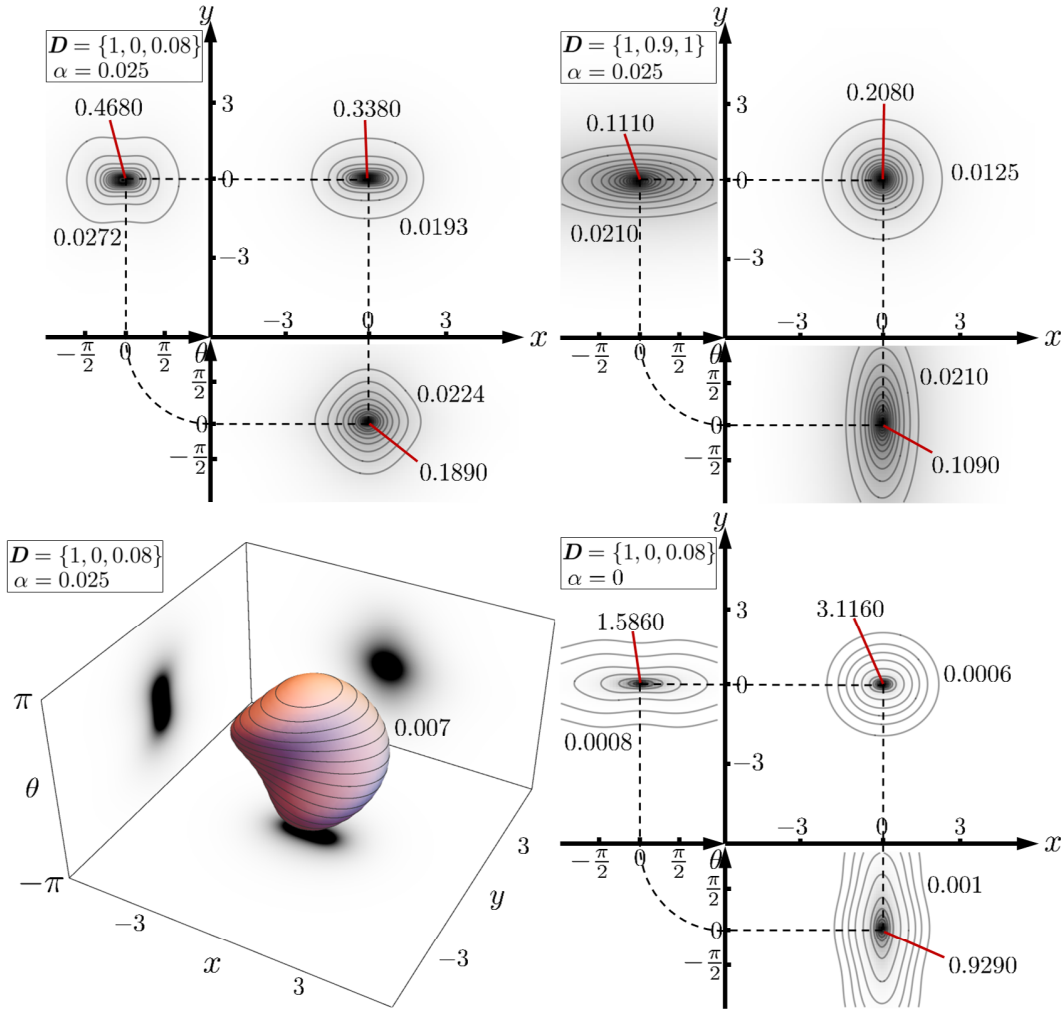 y
D = {1, 0, 0.08}
α = 0.025
0.4680
0.3380
3
0
0.0272
0.0193
−3
−3
0
3
x
−π/2
0
π/2
θ
π/2
0
−π/2
0.0224
0.1890
y
D = {1, 0.9, 1}
α = 0.025
0.1110
0.2080
3
0
0.0125
0.0210
−3
−3
0
3
x
−π/2
0
π/2
θ
π/2
0
−π/2
0.0210
0.1090
D = {1, 0, 0.08}
α = 0.025
π
θ
−π
0.007
−3
x
3
−3
y
3
y
D = {1, 0, 0.08}
α = 0
1.5860
3.1160
3
0
0.0006
0.0008
−3
−3
0
3
x
−π/2
0
π/2
θ
π/2
0
−π/2
0.001
0.9290